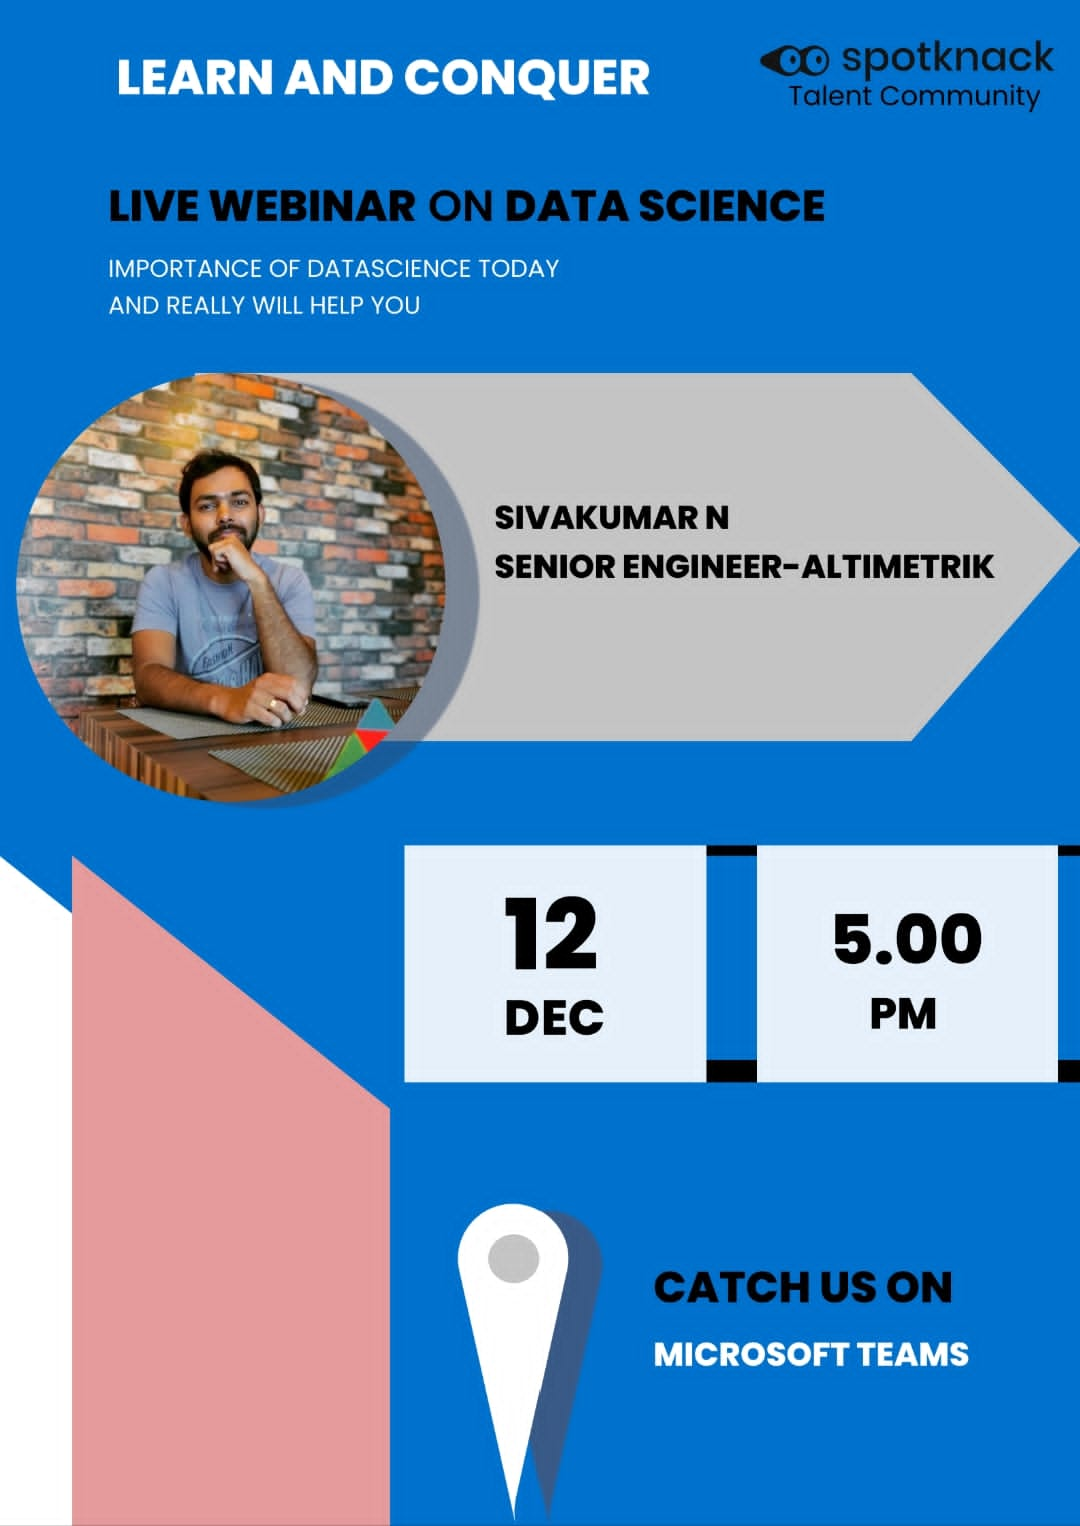 LEARN AND CONQUER
spotknack
Talent Community
LIVE WEBINAR ON DATA SCIENCE
IMPORTANCE OF DATASCIENCE TODAY
AND REALLY WILL HELP YOU
SIVAKUMAR N
SENIOR ENGINEER-ALTIMETRIK
FASHION
12
DEC
5.00
PM
CATCH US ON
MICROSOFT TEAMS